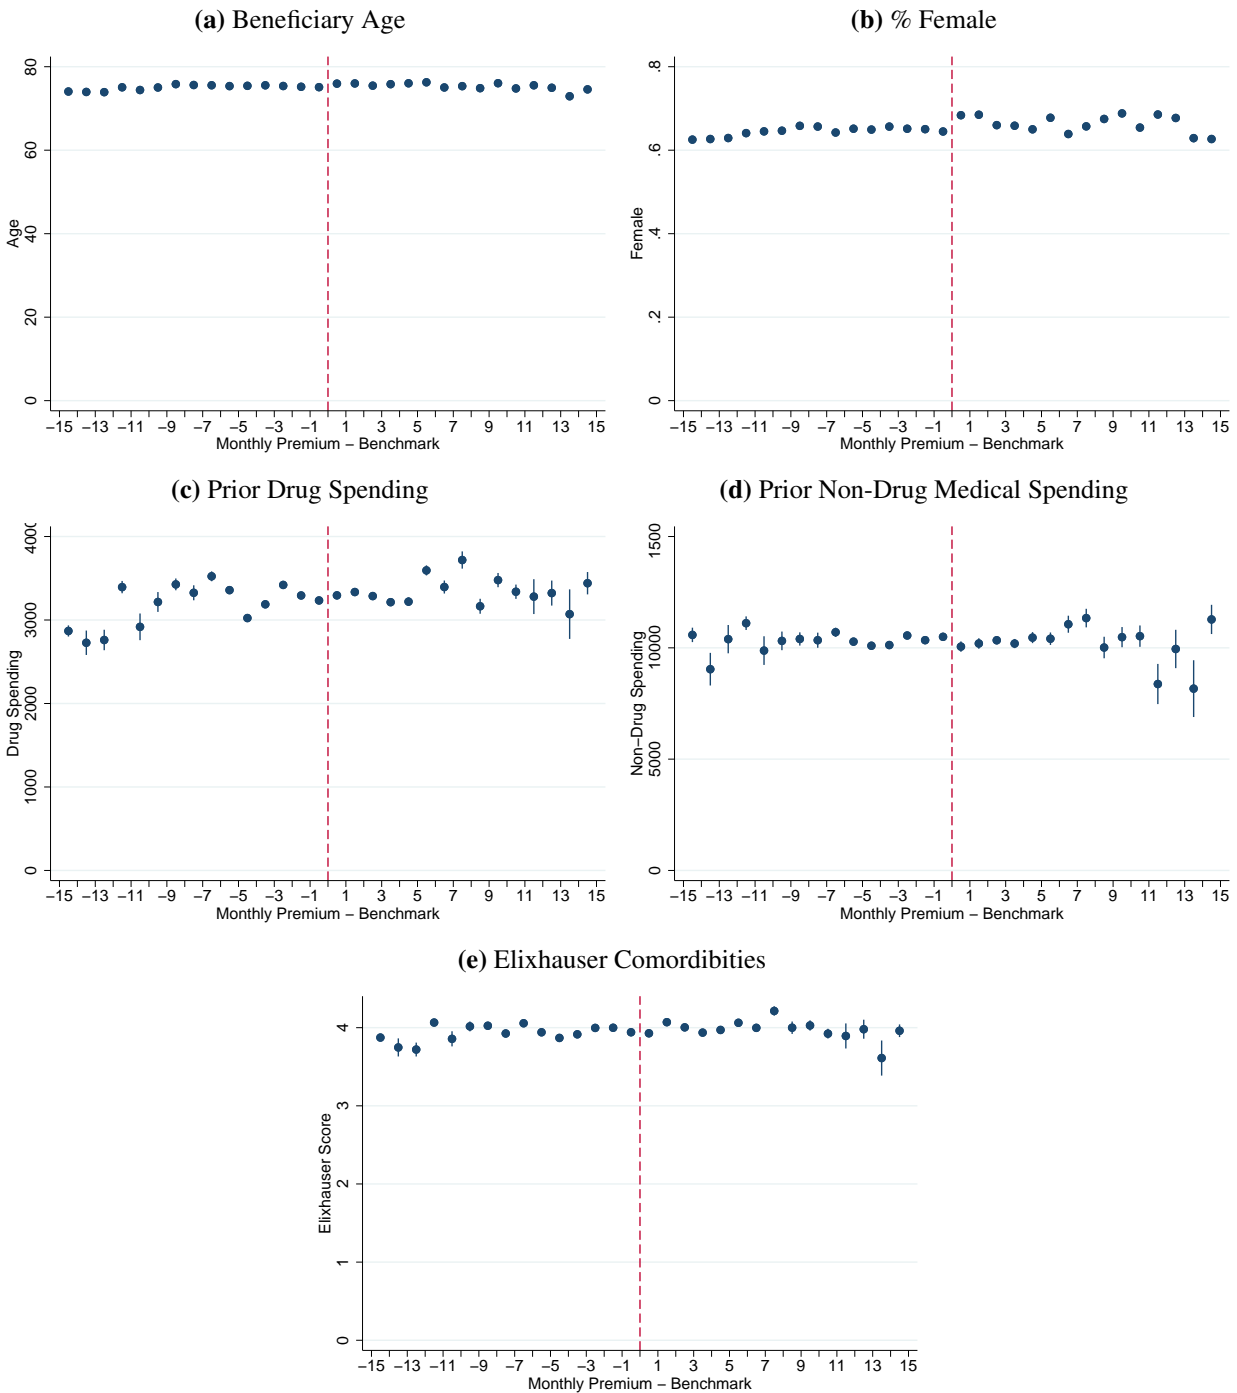 (a) Beneficiary Age
80
60
40
20
0
Age
−15 −13 −11 −9 −7 −5 −3 −1 1 3 5 7 9 11 13 15
Monthly Premium − Benchmark
(b) % Female
.8
.6
.4
.2
0
Female
−15 −13 −11 −9 −7 −5 −3 −1 1 3 5 7 9 11 13 15
Monthly Premium − Benchmark
(c) Prior Drug Spending
4000
3000
2000
1000
0
Drug Spending
−15 −13 −11 −9 −7 −5 −3 −1 1 3 5 7 9 11 13 15
Monthly Premium − Benchmark
(d) Prior Non-Drug Medical Spending
1500
10000
5000
0
Non−Drug Spending
−15 −13 −11 −9 −7 −5 −3 −1 1 3 5 7 9 11 13 15
Monthly Premium − Benchmark
(e) Elixhauser Comordibities
4
3
2
1
0
Elixhauser Score
−15 −13 −11 −9 −7 −5 −3 −1 1 3 5 7 9 11 13 15
Monthly Premium − Benchmark